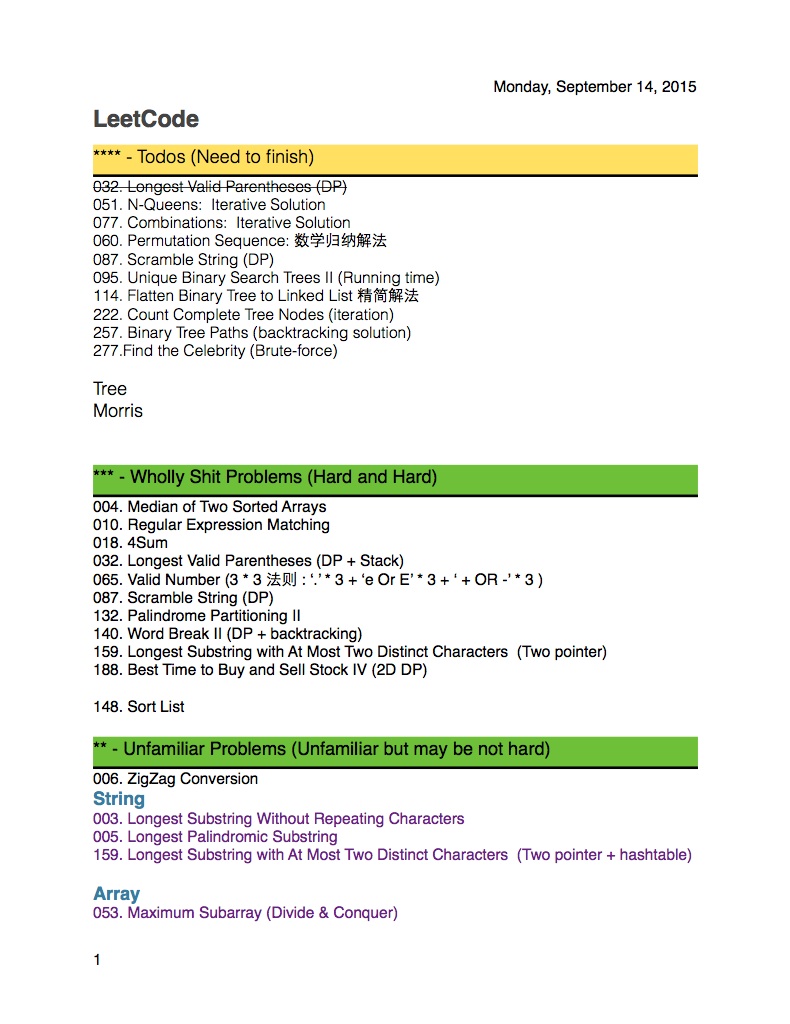 Monday, September 14, 2015
LeetCode
**** - Todos (Need to finish)
032. Longest Valid Parentheses (DP)
051. N-Queens:  Iterative Solution
077. Combinations:  Iterative Solution
060. Permutation Sequence: 数学归纳解法
087. Scramble String (DP)
095. Unique Binary Search Trees II (Running time)
114. Flatten Binary Tree to Linked List 精简解法
222. Count Complete Tree Nodes (iteration)
257. Binary Tree Paths (backtracking solution)
277.Find the Celebrity (Brute-force)
Tree
Morris
*** - Wholly Shit Problems (Hard and Hard)
004. Median of Two Sorted Arrays
010. Regular Expression Matching
018. 4Sum
032. Longest Valid Parentheses (DP + Stack)
065. Valid Number (3 * 3 法则 : ‘.’ * 3 + ‘e Or E’ * 3 + ‘ + OR -’ * 3 )
087. Scramble String (DP)
132. Palindrome Partitioning II
140. Word Break II (DP + backtracking)
159. Longest Substring with At Most Two Distinct Characters  (Two pointer)
188. Best Time to Buy and Sell Stock IV (2D DP)
148. Sort List
** - Unfamiliar Problems (Unfamiliar but may be not hard)
006. ZigZag Conversion
String
003. Longest Substring Without Repeating Characters
005. Longest Palindromic Substring
159. Longest Substring with At Most Two Distinct Characters  (Two pointer + hashtable)
Array
053. Maximum Subarray (Divide & Conquer)
1